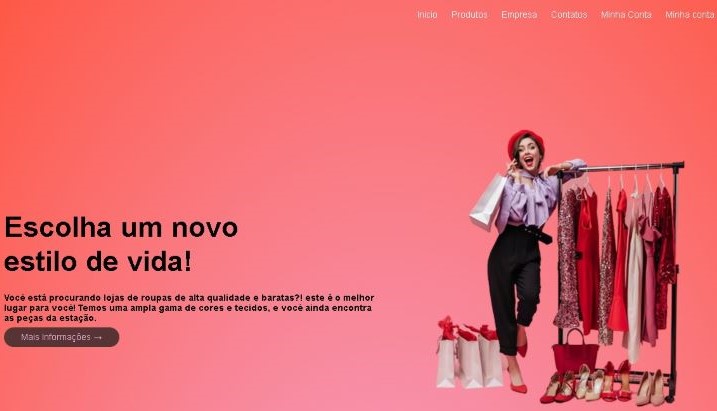 Inicio Produtos Empresa Contatos Minha Conta Minha conta
Escolha um novo
estilo de vida!
Você está procurando lojas de roupas de alta qualidade e baratas?! este é o melhor
lugar para você! Temos uma ampla gama de cores e tecidos, e você ainda encontra
as peças da estação.
Mais Informações →